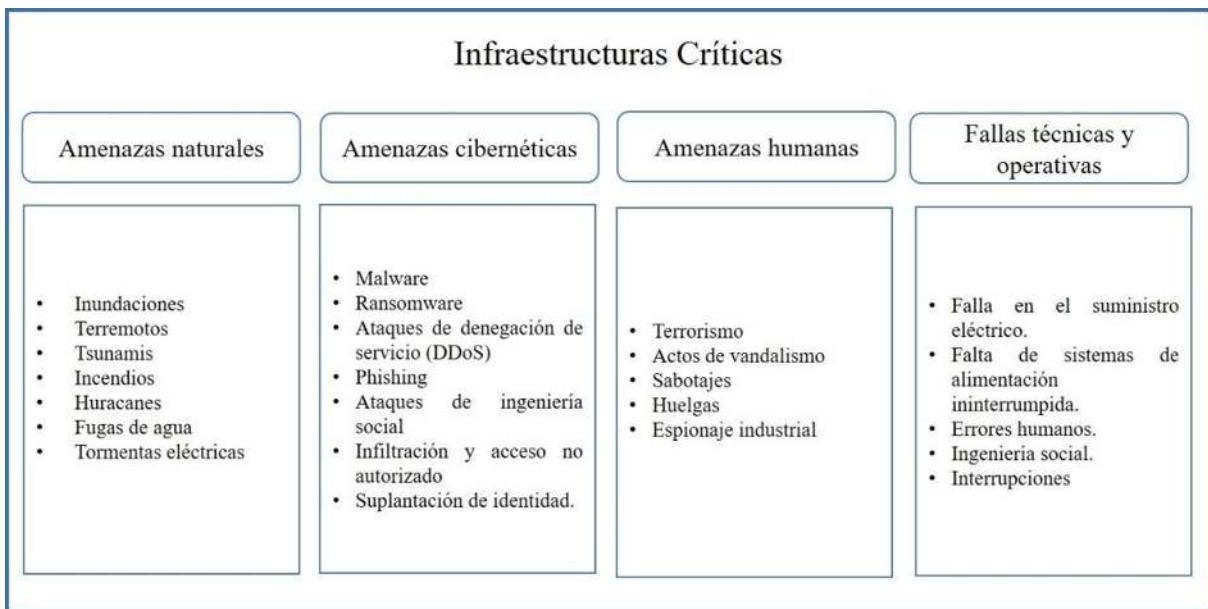 Infraestructuras Críticas
Amenazas naturales
• Inundaciones
• Terremotos
• Tsunamis
• Incendios
• Huracanes
• Fugas de agua
• Tormentas eléctricas
Amenazas cibernéticas
• Malware
• Ransomware
• Ataques de denegación de
servicio (DDoS)
• Phishing
• Ataques de ingeniería
social
• Infiltración y acceso no
autorizado
• Suplantación de identidad.
Amenazas humanas
• Terrorismo
• Actos de vandalismo
• Sabotajes
• Huelgas
• Espionaje industrial
Fallas técnicas y
operativas
• Falla en el suministro
eléctrico.
• Falta de sistemas de
alimentación
ininterrumpida.
• Errores humanos.
• Ingeniería social.
• Interrupciones